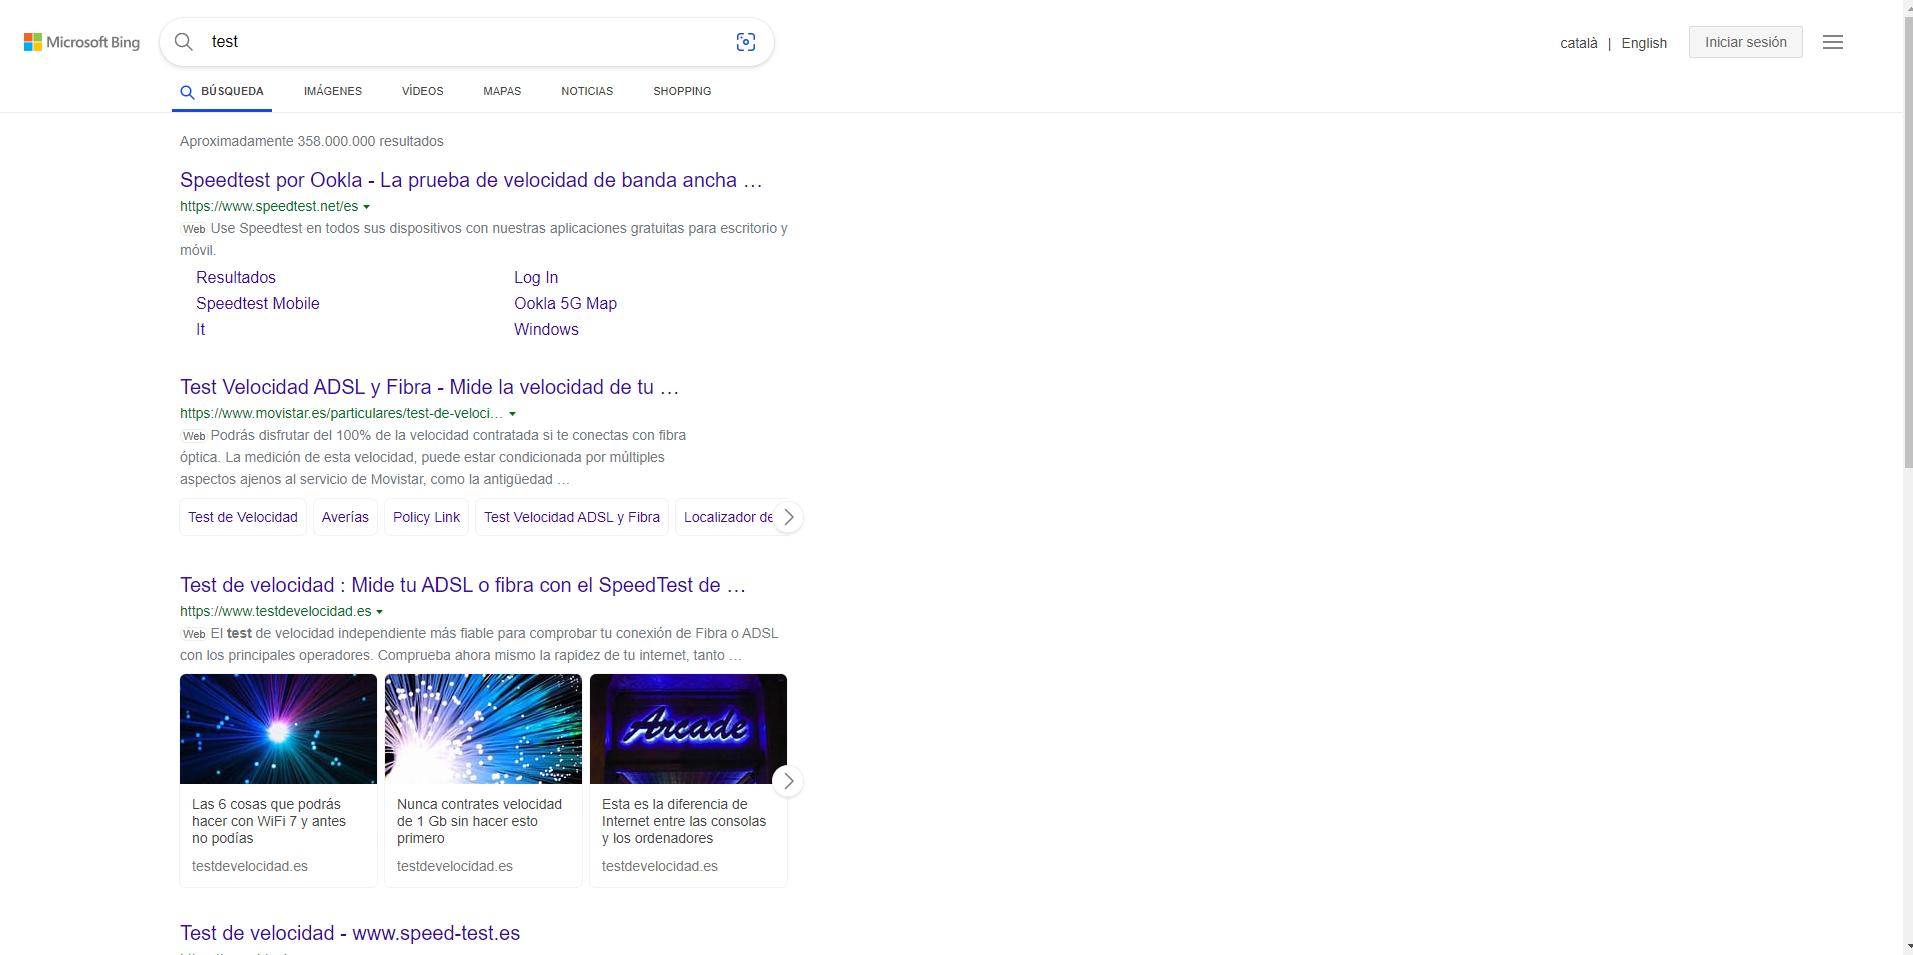 Microsoft Bing
test
català | English
Iniciar sesión
BÚSQUEDA
IMÁGENES
VÍDEOS
MAPAS
NOTICIAS
SHOPPING
Aproximadamente 358.000.000 resultados
Speedtest por Ookla - La prueba de velocidad de banda ancha …
https://www.speedtest.net/es
Web Use Speedtest en todos sus dispositivos con nuestras aplicaciones gratuitas para escritorio y
móvil.
Resultados
Log In
Speedtest Mobile
Ookla 5G Map
It
Windows
Test Velocidad ADSL y Fibra - Mide la velocidad de tu …
https://www.movistar.es/particulares/test-de-veloci…
Web Podrás disfrutar del 100% de la velocidad contratada si te conectas con fibra
óptica. La medición de esta velocidad, puede estar condicionada por múltiples
aspectos ajenos al servicio de Movistar, como la antigüedad …
Test de Velocidad
Averías
Policy Link
Test Velocidad ADSL y Fibra
Localizador de
Test de velocidad : Mide tu ADSL o fibra con el SpeedTest de …
https://www.testdevelocidad.es
Web El test de velocidad independiente más fiable para comprobar tu conexión de Fibra o ADSL
con los principales operadores. Comprueba ahora mismo la rapidez de tu internet, tanto …
Arcade
Las 6 cosas que podrás
hacer con WiFi 7 y antes
no podías
testdevelocidad.es
Nunca contrates velocidad
de 1 Gb sin hacer esto
primero
testdevelocidad.es
Esta es la diferencia de
Internet entre las consolas
y los ordenadores
testdevelocidad.es
Test de velocidad - www.speed-test.es